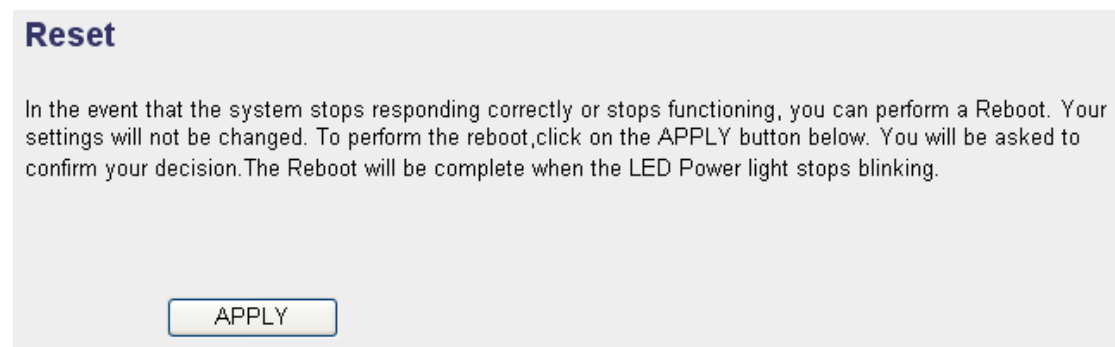 Reset
In the event that the system stops responding correctly or stops functioning, you can perform a Reboot. Your
settings will not be changed. To perform the reboot,click on the APPLY button below. You will be asked to
confirm your decision.The Reboot will be complete when the LED Power light stops blinking.
APPLY